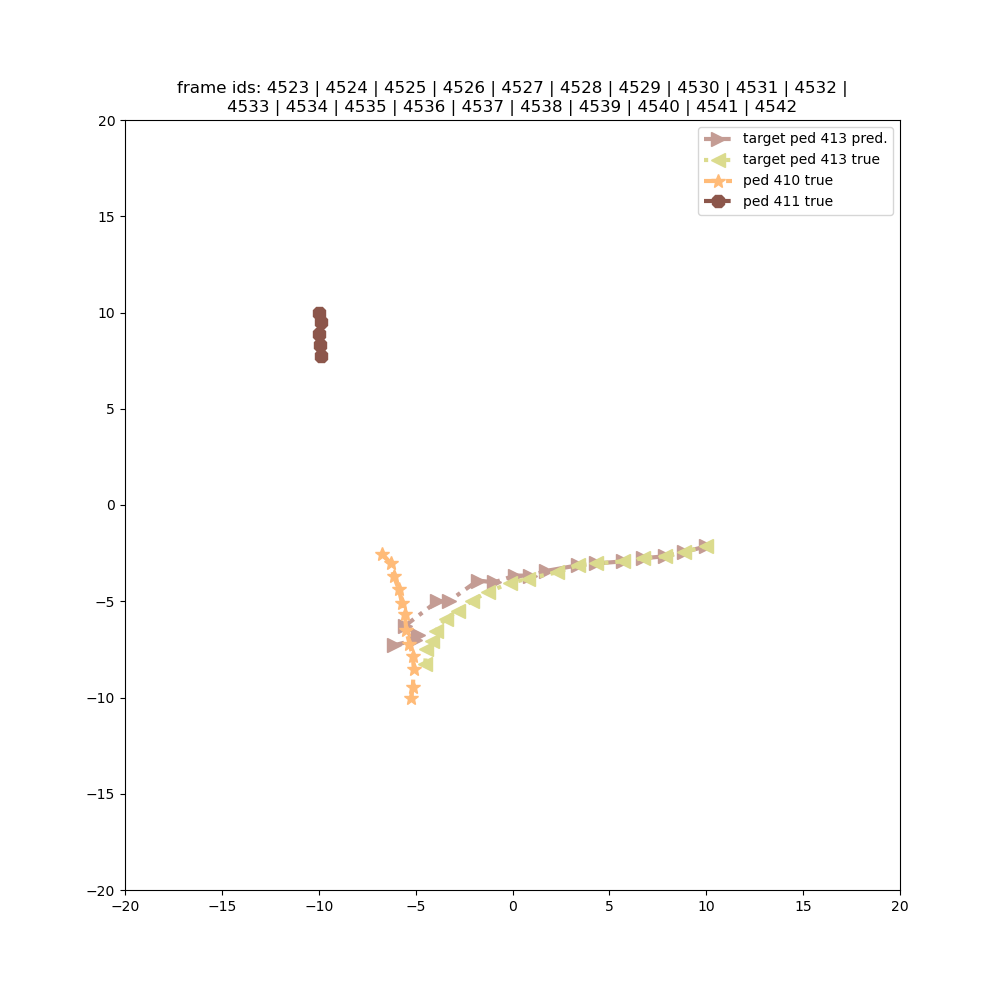 frame ids: 4523 | 4524 | 4525 | 4526 | 4527 | 4528 | 4529 | 4530 | 4531 | 4532 |
4533 | 4534 | 4535 | 4536 | 4537 | 4538 | 4539 | 4540 | 4541 | 4542
target ped 413 pred.
target ped 413 true
ped 410 true
ped 411 true
20
15
10
5
0
−5
−10
−15
−20
−20 −15 −10 −5 0 5 10 15 20